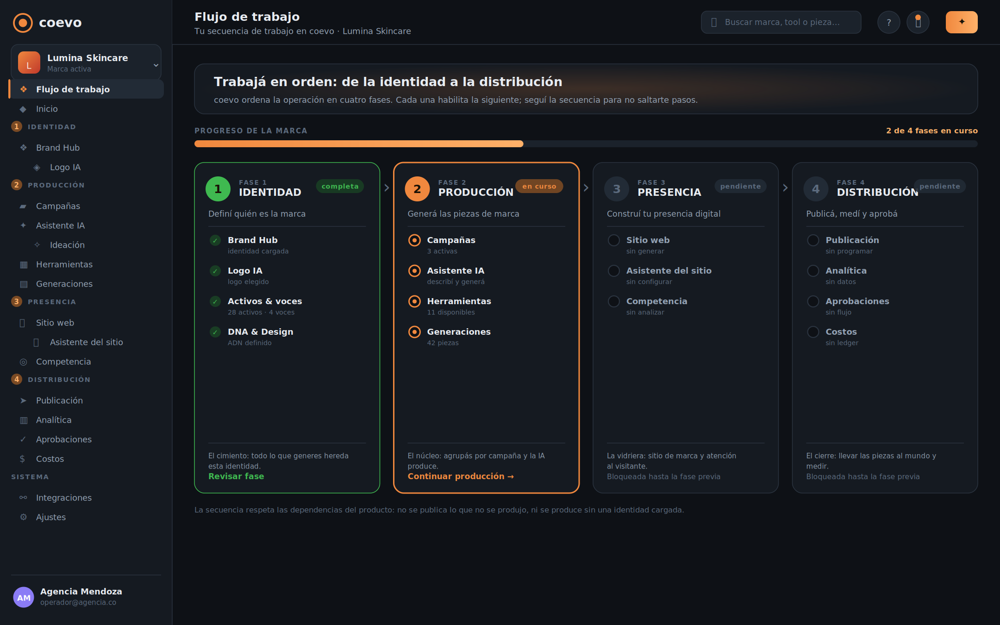 coevo
L
Lumina Skincare
Marca activa
Flujo de trabajo
Inicio
1 IDENTIDAD
Brand Hub
Logo IA
2 PRODUCCIÓN
Campañas
Asistente IA
Ideación
Herramientas
Generaciones
3 PRESENCIA
Sitio web
Asistente del sitio
Competencia
4 DISTRIBUCIÓN
Publicación
Analítica
Aprobaciones
$ Costos
SISTEMA
Integraciones
Ajustes
AM
Agencia Mendoza
operador@agencia.co
Flujo de trabajo
Tu secuencia de trabajo en coevo · Lumina Skincare
Buscar marca, tool o pieza...
?
Trabajá en orden: de la identidad a la distribución
coevo ordena la operación en cuatro fases. Cada una habilita la siguiente; seguí la secuencia para no saltarte pasos.
PROGRESO DE LA MARCA
2 de 4 fases en curso
1
FASE 1
IDENTIDAD
completa
Definí quién es la marca
✓ Brand Hub
identidad cargada
✓ Logo IA
logo elegido
✓ Activos & voces
28 activos · 4 voces
✓ DNA & Design
ADN definido
El cimiento: todo lo que generes hereda
esta identidad.
Revisar fase
›
2
FASE 2
PRODUCCIÓN
en curso
Generá las piezas de marca
Campañas
3 activas
Asistente IA
describí y generá
Herramientas
11 disponibles
Generaciones
42 piezas
El núcleo: agrupás por campaña y la IA
produce.
Continuar producción →
›
3
FASE 3
PRESENCIA
pendiente
Construí tu presencia digital
Sitio web
sin generar
Asistente del sitio
sin configurar
Competencia
sin analizar
La vidriera: sitio de marca y atención
al visitante.
Bloqueada hasta la fase previa
›
4
FASE 4
DISTRIBUCIÓN
pendiente
Publicá, medí y aprobá
Publicación
sin programar
Analítica
sin datos
Aprobaciones
sin flujo
Costos
sin ledger
El cierre: llevar las piezas al mundo y
medir.
Bloqueada hasta la fase previa
La secuencia respeta las dependencias del producto: no se publica lo que no se produjo, ni se produce sin una identidad cargada.